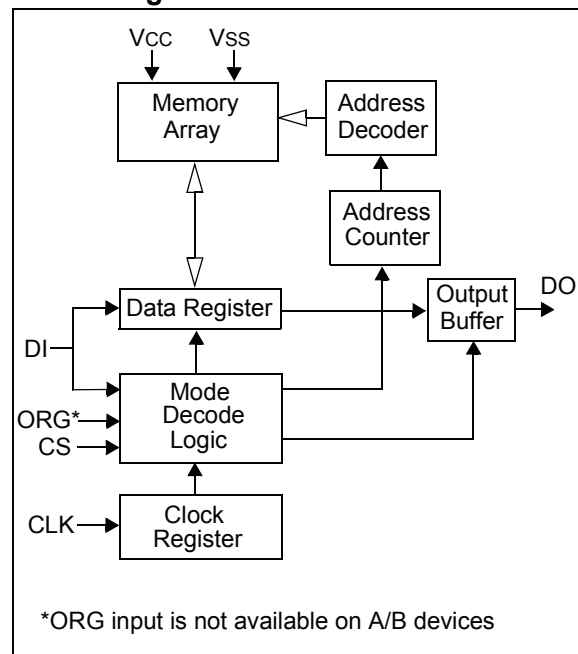 VCC
VSS
Memory
Array
Address
Decoder
Address
Counter
Data Register
Output
Buffer
DO
DI
Mode
Decode
Logic
ORG*
CS
CLK
Clock
Register
*ORG input is not available on A/B devices